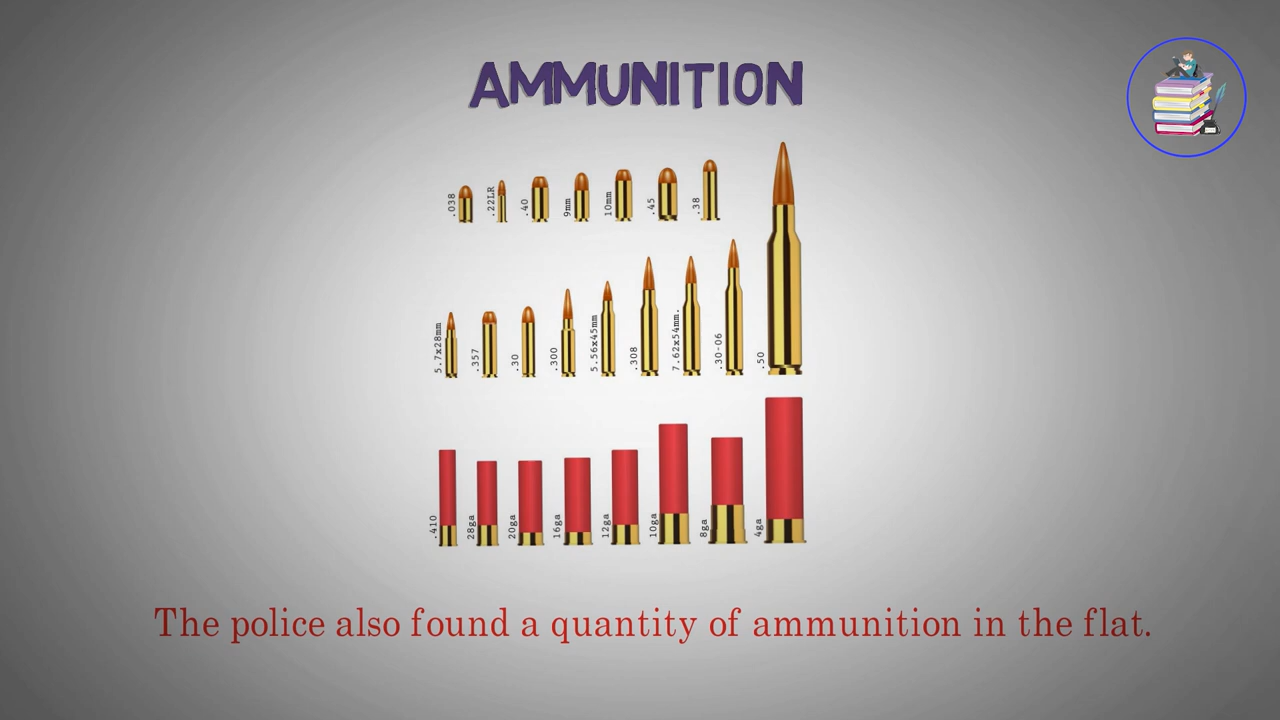 AMMUNITION
.038 .22LR .40 9mm 10mm .45 .38
5.7x28mm .357 .30 .300 5.56x45mm .308 7.62x54mm. .30-06 .50
.410 28ga 20ga 16ga 12ga 10ga 8ga 4ga
The police also found a quantity of ammunition in the flat.